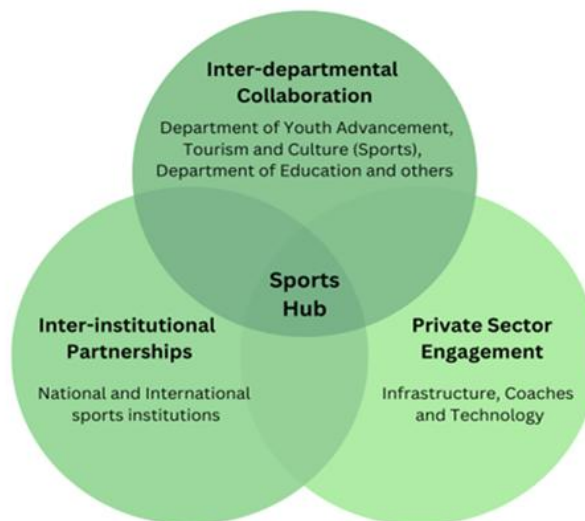 Inter-departmental
Collaboration
Department of Youth Advancement,
Tourism and Culture (Sports),
Department of Education and others
Sports
Hub
Inter-institutional
Partnerships
National and International
sports institutions
Private Sector
Engagement
Infrastructure, Coaches
and Technology